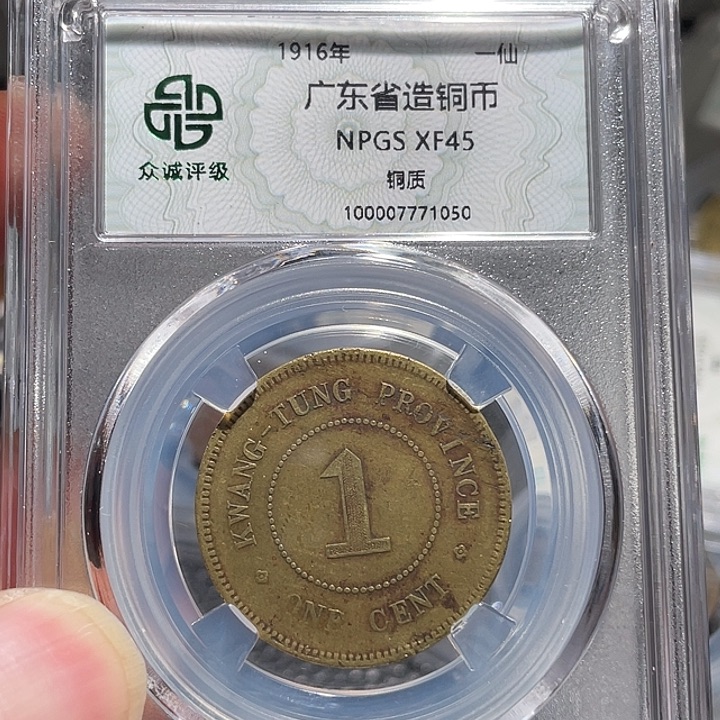 1916年 一仙
广东省造铜币
NPGS XF45
铜质
100007771050
众诚评级
KWANG-TUNG PROVINCE
1
ONE CENT